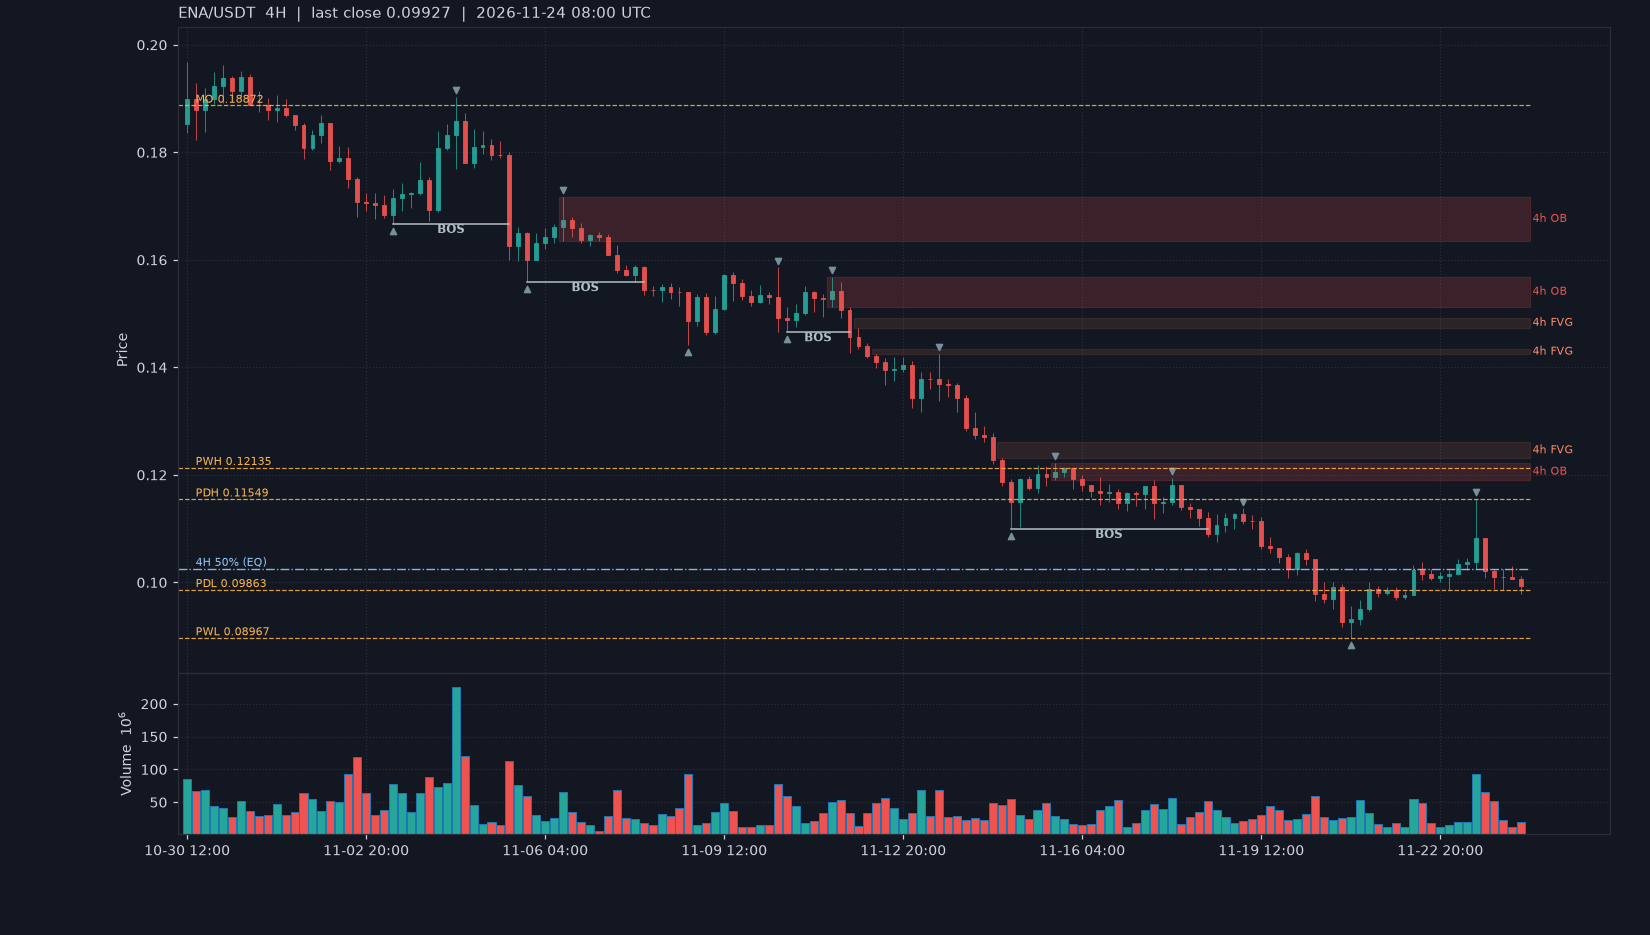 ENA/USDT  4H  |  last close 0.09927  |  2026-11-24 08:00 UTC
0.20
MO 0.18872
0.18
4h OB
BOS
0.16
BOS
4h OB
4h FVG
BOS
Price
4h FVG
0.14
4h FVG
PWH 0.12135
4h OB
0.12
PDH 0.11549
BOS
4H 50% (EQ)
0.10
PDL 0.09863
PWL 0.08967
Volume  10⁶
200
150
100
50
10-30 12:00
11-02 20:00
11-06 04:00
11-09 12:00
11-12 20:00
11-16 04:00
11-19 12:00
11-22 20:00